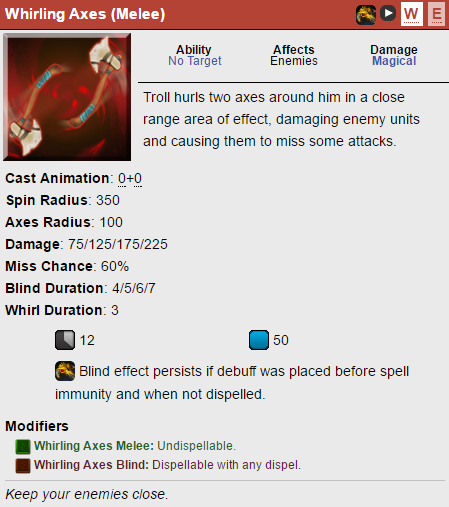 Whirling Axes (Melee)
W E
Ability
No Target
Affects
Enemies
Damage
Magical
Troll hurls two axes around him in a close
range area of effect, damaging enemy units
and causing them to miss some attacks.
Cast Animation: 0+0
Spin Radius: 350
Axes Radius: 100
Damage: 75/125/175/225
Miss Chance: 60%
Blind Duration: 4/5/6/7
Whirl Duration: 3
12 50
Blind effect persists if debuff was placed before spell
immunity and when not dispelled.
Modifiers
Whirling Axes Melee: Undispellable.
Whirling Axes Blind: Dispellable with any dispel.
Keep your enemies close.